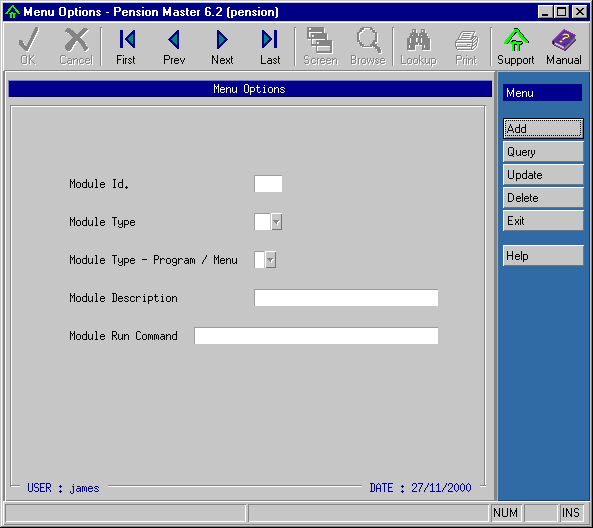 Menu Options - Pension Master 6.2 (pension)
OK Cancel First Prev Next Last Screen Browse Lookup Print Support Manual
Menu Options
Menu
Add
Query
Update
Delete
Exit
Help
Module Id.
Module Type
Module Type - Program / Menu
Module Description
Module Run Command
USER : james DATE : 27/11/2000
NUM INS